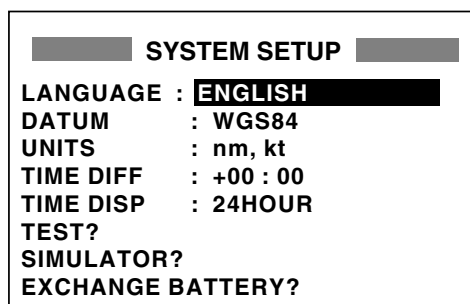 SYSTEM SETUP
LANGUAGE : ENGLISH
DATUM : WGS84
UNITS : nm, kt
TIME DIFF : +00 : 00
TIME DISP : 24HOUR
TEST?
SIMULATOR?
EXCHANGE BATTERY?